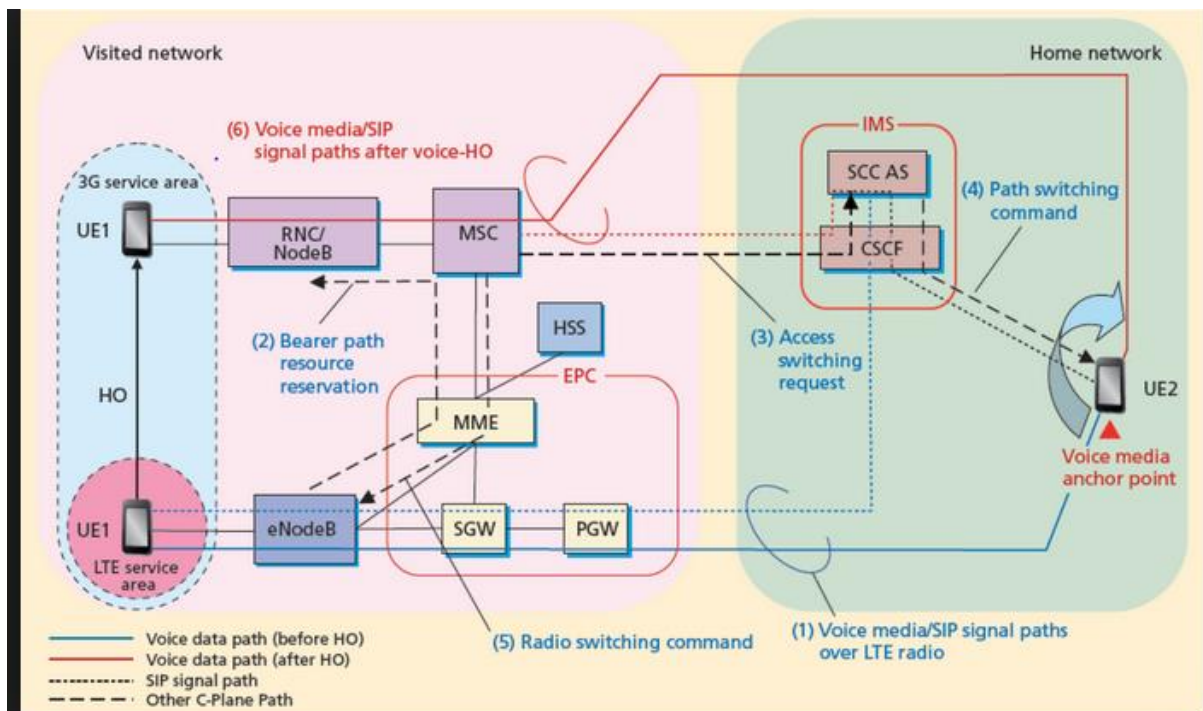 Visited network
Home network
(6) Voice media/SIP
signal paths after voice-HO
IMS
SCC AS
(4) Path switching
command
3G service area
UE1
RNC/
NodeB
MSC
CSCF
(2) Bearer path
resource
reservation
HSS
(3) Access
switching
request
EPC
HO
MME
UE2
Voice media
anchor point
UE1
eNodeB
SGW
PGW
LTE service
area
(5) Radio switching command
(1) Voice media/SIP signal paths
over LTE radio
Voice data path (before HO)
Voice data path (after HO)
SIP signal path
Other C-Plane Path